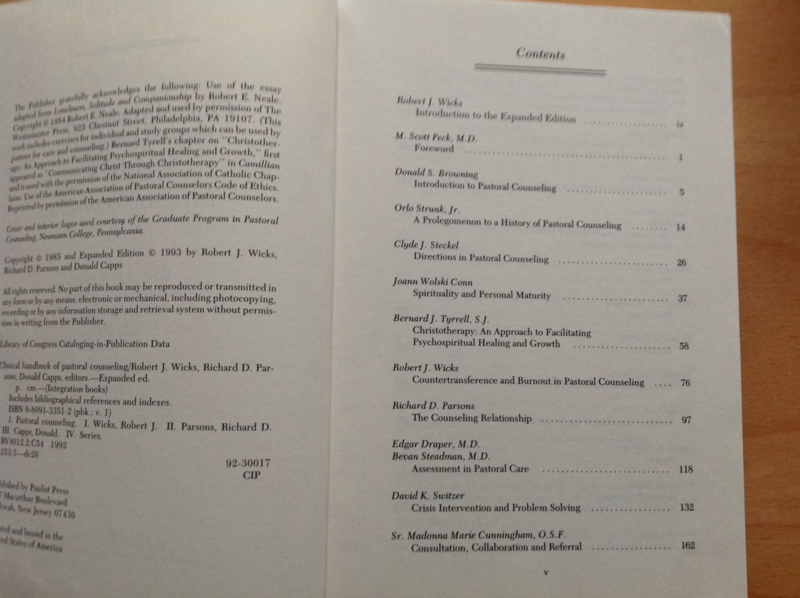 The Publisher gratefully acknowledges the following: Use of the essay
adapted from Loneliness, Solitude and Companionship by Robert E. Neale.
Copyright © 1984 Robert E. Neale. Adapted and used by permission of The
Westminster Press, 925 Chestnut Street, Philadelphia, PA 19107. (This
work includes exercises for individual and study groups which can be used by
pastors for care and counseling.) Bernard Tyrell's chapter on "Christother-
apy: An Approach to Facilitating Psychospiritual Healing and Growth," first
appeared as "Communicating Christ Through Christotherapy" in Camillian
and is used with the permission of the National Association of Catholic Chap-
lains. Use of the American Association of Pastoral Counselors Code of Ethics.
Reprinted by permission of the American Association of Pastoral Counselors.
Cover and interior logos used courtesy of the Graduate Program in Pastoral
Counseling, Neumann College, Pennsylvania.
Copyright © 1985 and Expanded Edition © 1993 by Robert J. Wicks,
Richard D. Parsons and Donald Capps
All rights reserved. No part of this book may be reproduced or transmitted in
any form or by any means, electronic or mechanical, including photocopying,
recording or by any information storage and retrieval system without permis-
sion in writing from the Publisher.
Library of Congress Cataloging-in-Publication Data
Clinical handbook of pastoral counseling/Robert J. Wicks, Richard D. Par-
sons, Donald Capps, editors.—Expanded ed.
p. cm.—(Integration books)
Includes bibliographical references and indexes.
ISBN 0-8091-3351-2 (pbk.: v. 1)
1. Pastoral counseling. I. Wicks, Robert J. II. Parsons, Richard D.
III. Capps, Donald. IV. Series.
BV4012.2.C54 1992
253.5—dc20
92-30017
CIP
Published by Paulist Press
Macarthur Boulevard
Mahwah, New Jersey 07430
Printed and bound in the
United States of America
Contents
Robert J. Wicks
Introduction to the Expanded Edition ix
M. Scott Peck, M.D.
Foreword 1
Donald S. Browning
Introduction to Pastoral Counseling 5
Orlo Strunk, Jr.
A Prolegomenon to a History of Pastoral Counseling 14
Clyde J. Steckel
Directions in Pastoral Counseling 26
Joann Wolski Conn
Spirituality and Personal Maturity 37
Bernard J. Tyrrell, S.J.
Christotherapy: An Approach to Facilitating
Psychospiritual Healing and Growth 58
Robert J. Wicks
Countertransference and Burnout in Pastoral Counseling 76
Richard D. Parsons
The Counseling Relationship 97
Edgar Draper, M.D.
Bevan Steadman, M.D.
Assessment in Pastoral Care 118
David K. Switzer
Crisis Intervention and Problem Solving 132
Sr. Madonna Marie Cunningham, O.S.F.
Consultation, Collaboration and Referral 162
v